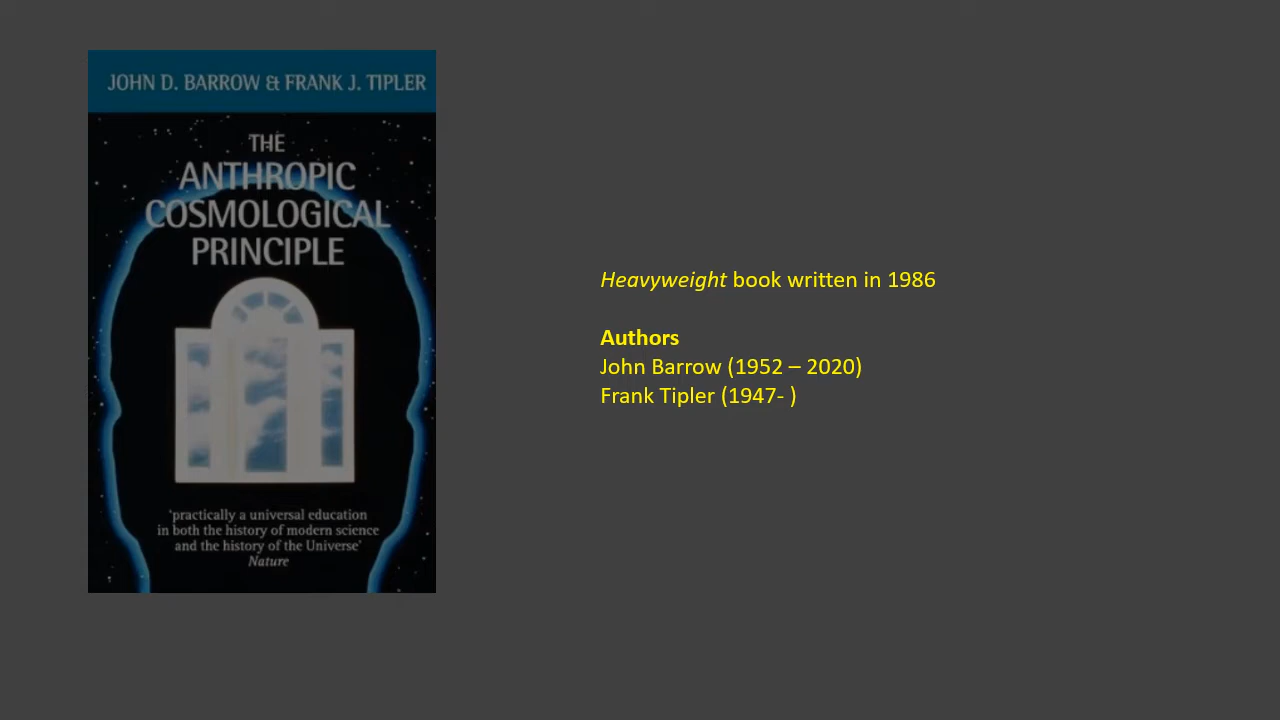 JOHN D. BARROW & FRANK J. TIPLER
THE
ANTHROPIC
COSMOLOGICAL
PRINCIPLE
'practically a universal education
in both the history of modern science
and the history of the Universe'
Nature
Heavyweight book written in 1986
Authors
John Barrow (1952 – 2020)
Frank Tipler (1947- )